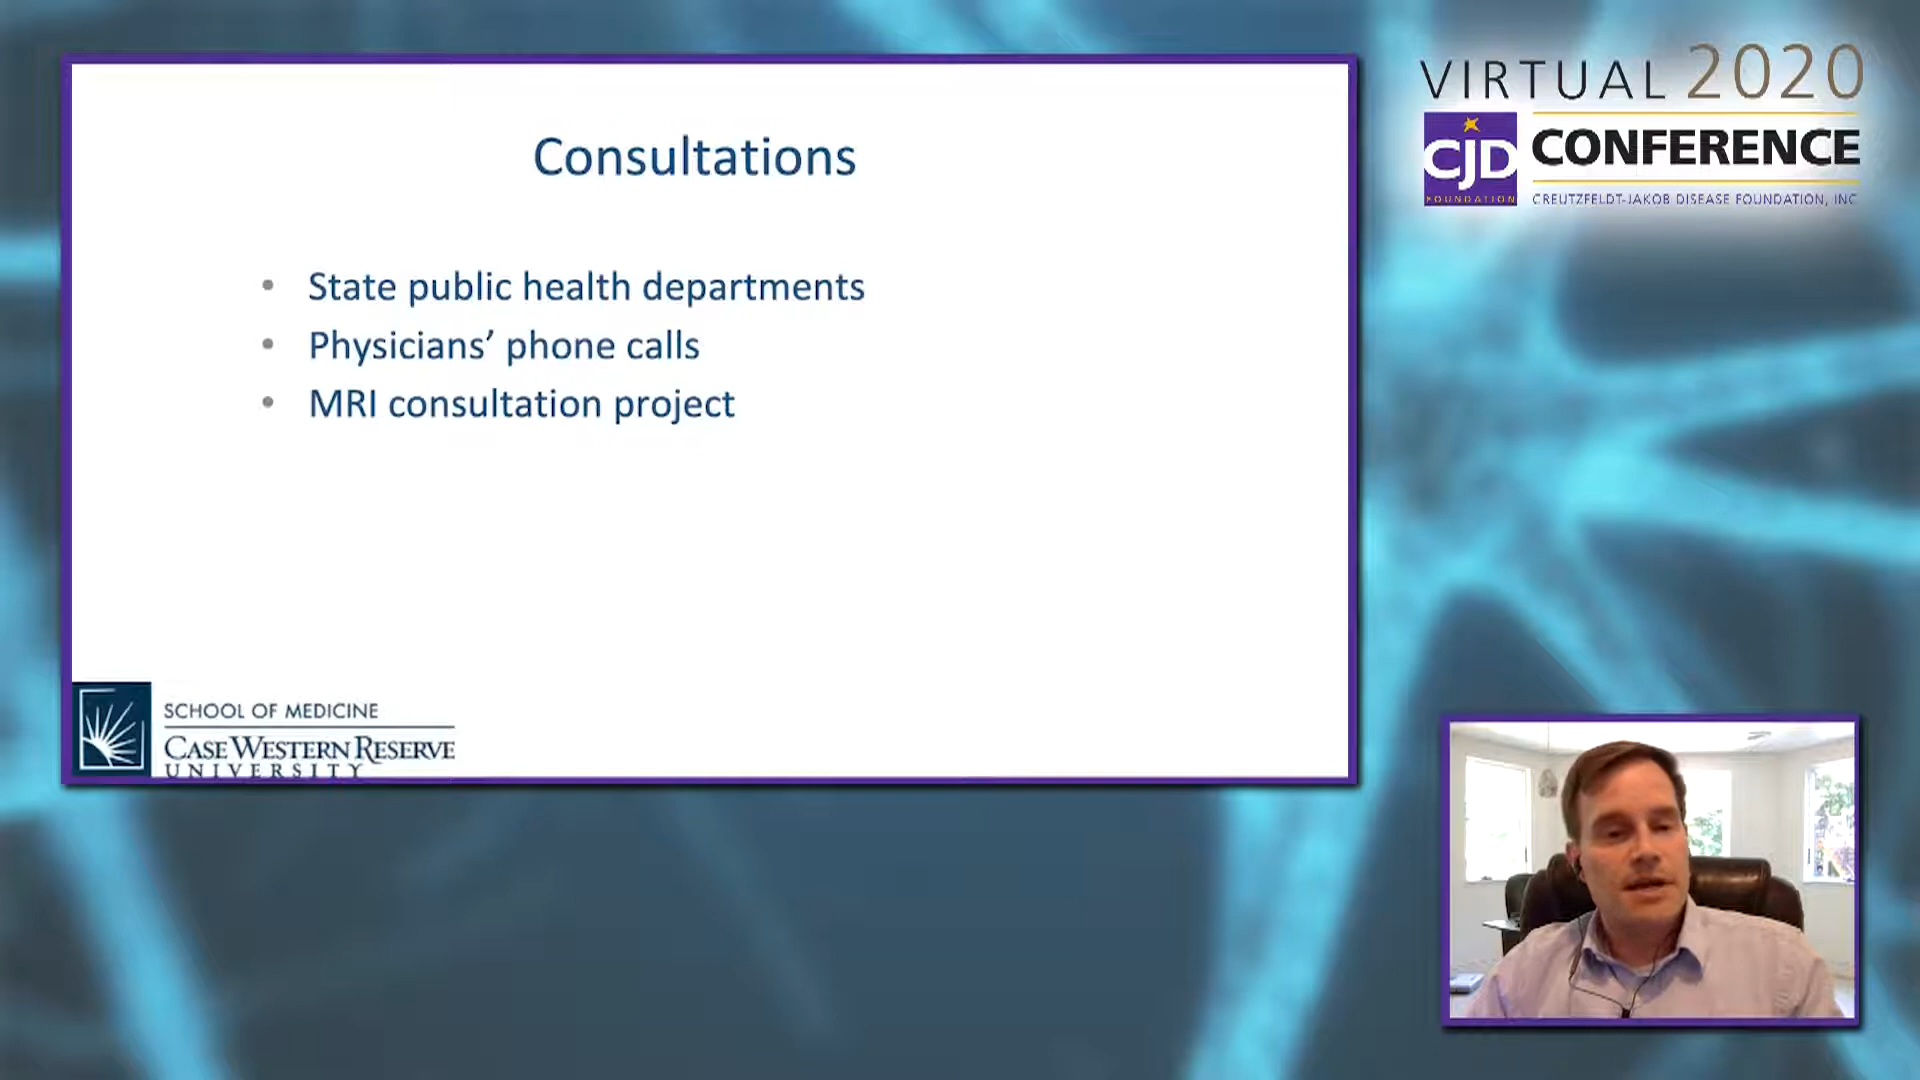 Consultations
• State public health departments
• Physicians’ phone calls
• MRI consultation project
SCHOOL OF MEDICINE
CASE WESTERN RESERVE
UNIVERSITY
VIRTUAL 2020
CJD
FOUNDATION
CONFERENCE
CREUTZFELDT-JAKOB DISEASE FOUNDATION, INC